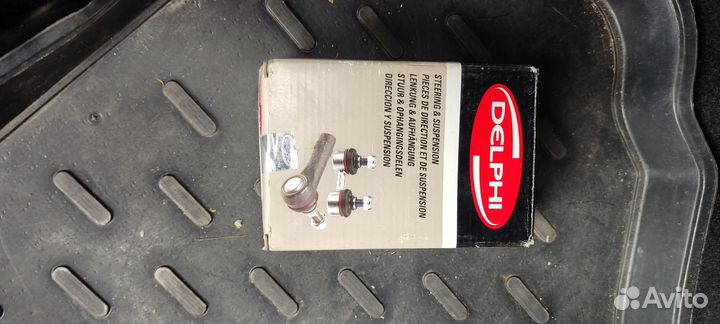 DELPHI
STEERING & SUSPENSION
PIECES DE DIRECTION ET DE SUSPENSION
LENKUNG & AUFHÄNGUNG
STUUR & OPHANGINGSDELEN
DIRECCION Y SUSPENSION
Avito